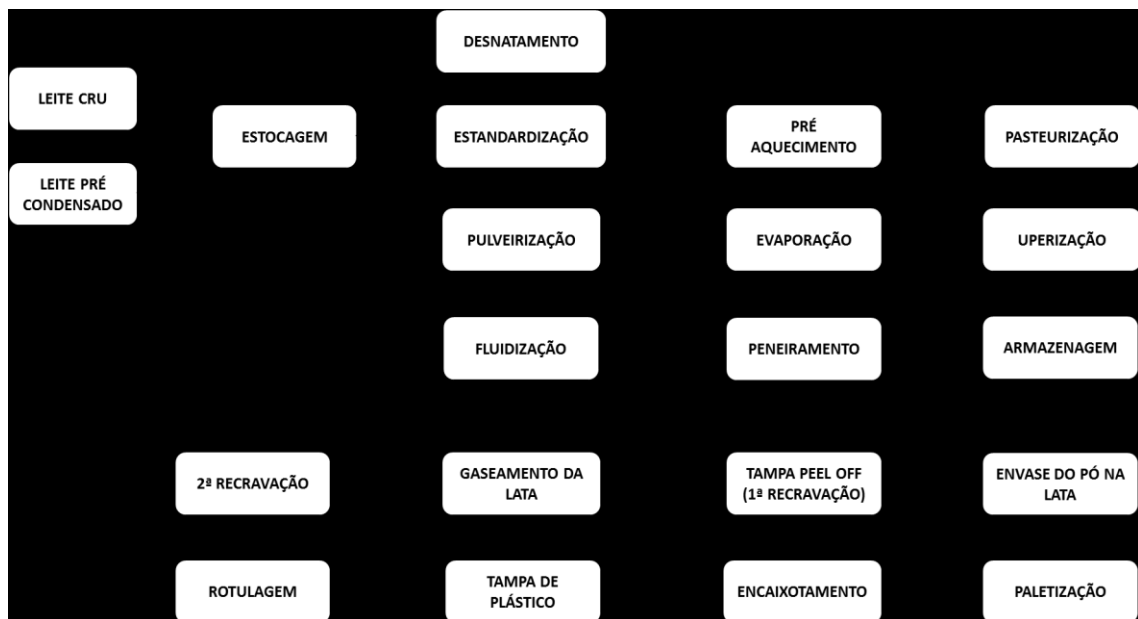 DESNATAMENTO
LEITE CRU
ESTOCAGEM
ESTANDARDIZAÇÃO
PRÉ
AQUECIMENTO
PASTEURIZAÇÃO
LEITE PRÉ
CONDENSADO
PULVEIRIZAÇÃO
EVAPORAÇÃO
UPERIZAÇÃO
FLUIDIZAÇÃO
PENEIRAMENTO
ARMAZENAGEM
2ª RECRAVAÇÃO
GASEAMENTO DA
LATA
TAMPA PEEL OFF
(1ª RECRAVAÇÃO)
ENVASE DO PÓ NA
LATA
ROTULAGEM
TAMPA DE
PLÁSTICO
ENCAIXOTAMENTO
PALETIZAÇÃO